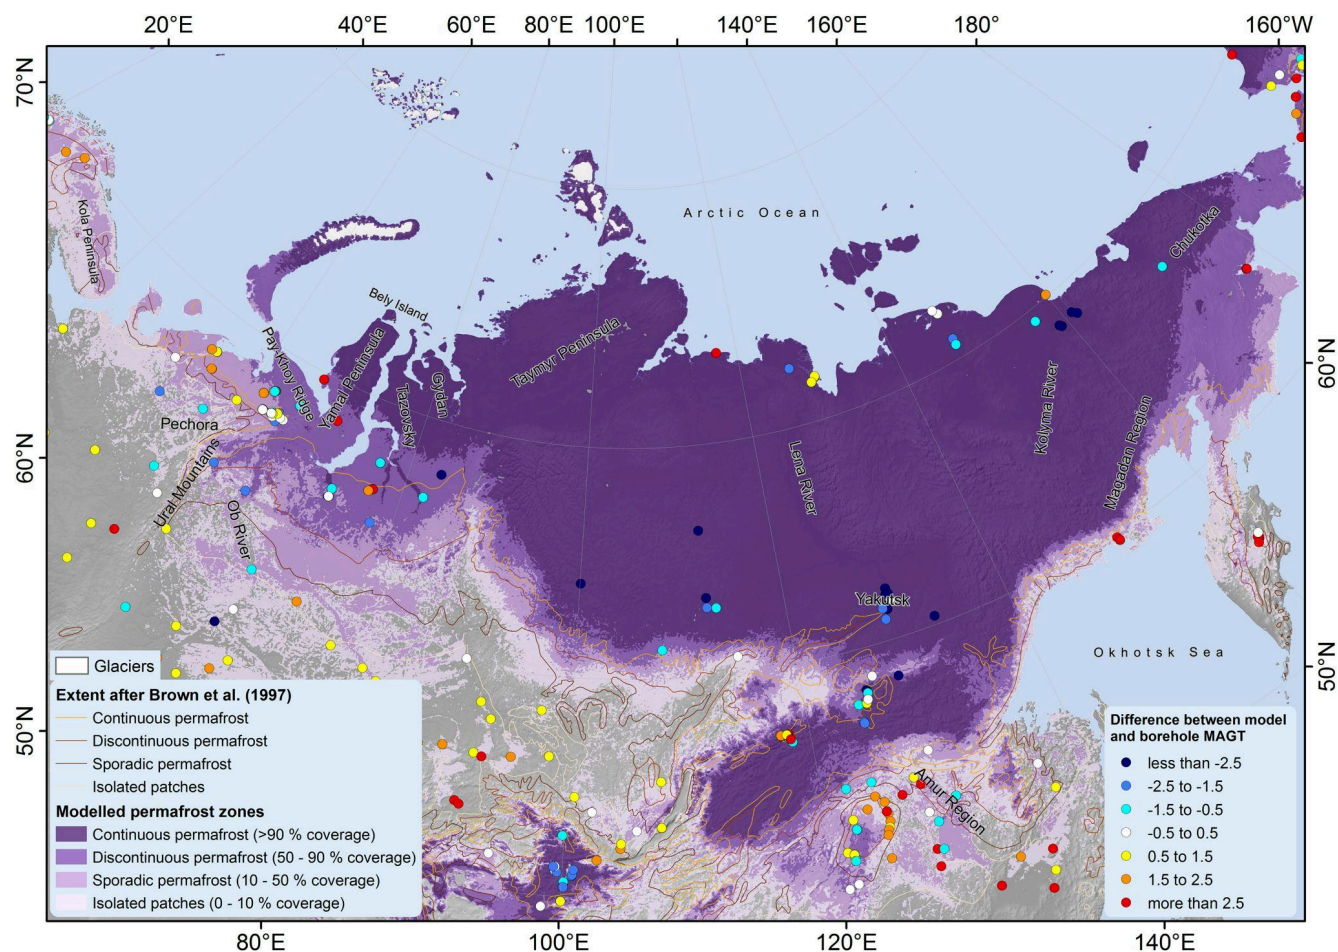 20°E 40°E 60°E 80°E 100°E 140°E 160°E 180° 160°W
70°N
60°N
50°N
60°N
50°N
Arctic Ocean
Kola Peninsula
Chukotka
Bely Island
Pay-Khoy Ridge
Yamal Peninsula
Taymyr Peninsula
Tazovsky
Gydan
Kolyma River
Magadan Region
Pechora
Lena River
Ural Mountains
Ob River
Yakutsk
Okhotsk Sea
Amur Region
Glaciers
Extent after Brown et al. (1997)
Continuous permafrost
Discontinuous permafrost
Sporadic permafrost
Isolated patches
Modelled permafrost zones
Continuous permafrost (>90 % coverage)
Discontinuous permafrost (50 - 90 % coverage)
Sporadic permafrost (10 - 50 % coverage)
Isolated patches (0 - 10 % coverage)
Difference between model
and borehole MAGT
less than -2.5
-2.5 to -1.5
-1.5 to -0.5
-0.5 to 0.5
0.5 to 1.5
1.5 to 2.5
more than 2.5
80°E 100°E 120°E 140°E